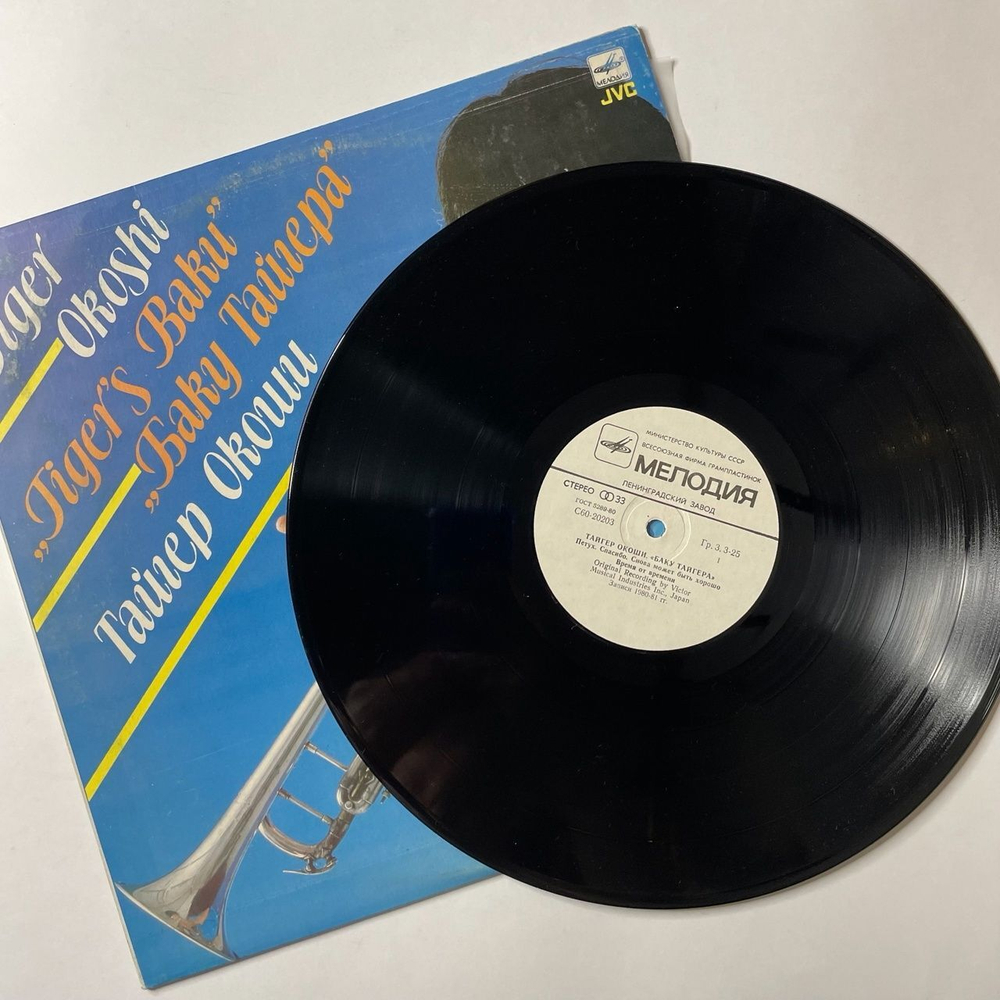 МЕЛОДИЯ
JVC
Tiger
Okoshi
„Tiger's Baku”
„Баку Тайгера”
Тайгер Окоши
МИНИСТЕРСТВО КУЛЬТУРЫ СССР
ВСЕСОЮЗНАЯ ФИРМА ГРАМПЛАСТИНОК
МЕЛОДИЯ
ЛЕНИНГРАДСКИЙ ЗАВОД
СТЕРЕО 33
ГОСТ 5289-80
С60-20203
Гр. 3. 3-25
1
ТАЙГЕР ОКОШИ. «БАКУ ТАЙГЕРА»
Петух. Спасибо. Снова может быть хорошо
Время от времени
Original Recording by Victor
Musical Industries Inc., Japan
Записи 1980-81 гг.